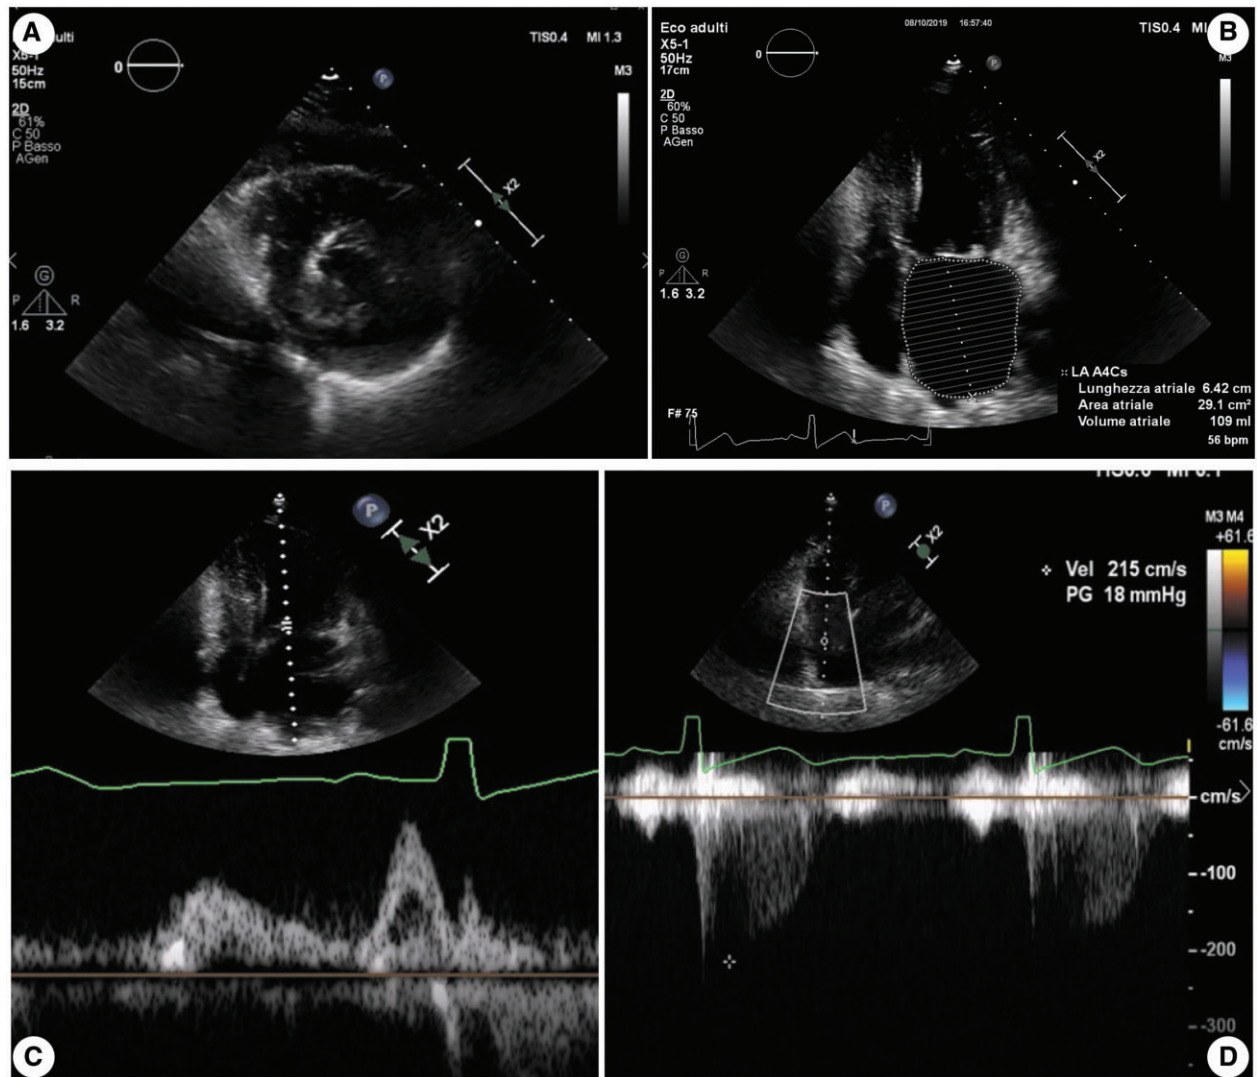 A
ulti
X5-1
50Hz
15cm
0
TIS0.4 MI 1.3
M3
2D
61%
C 50
P Basso
AGen
X2
G
P R
1.6 3.2
P
B
Eco adulti
X5-1
50Hz
17cm
08/10/2019 16:57:40
TIS0.4 MI
M3
0
P
2D
60%
C 50
P Basso
AGen
X2
G
P R
1.6 3.2
LA A4Cs
Lunghezza atriale 6.42 cm
Area atriale 29.1 cm²
Volume atriale 109 ml
F# 75
56 bpm
P
X2
C
P
X2
M3 M4
+61.6
Vel 215 cm/s
PG 18 mmHg
-61.6
cm/s
cm/s
-100
-200
-300
D